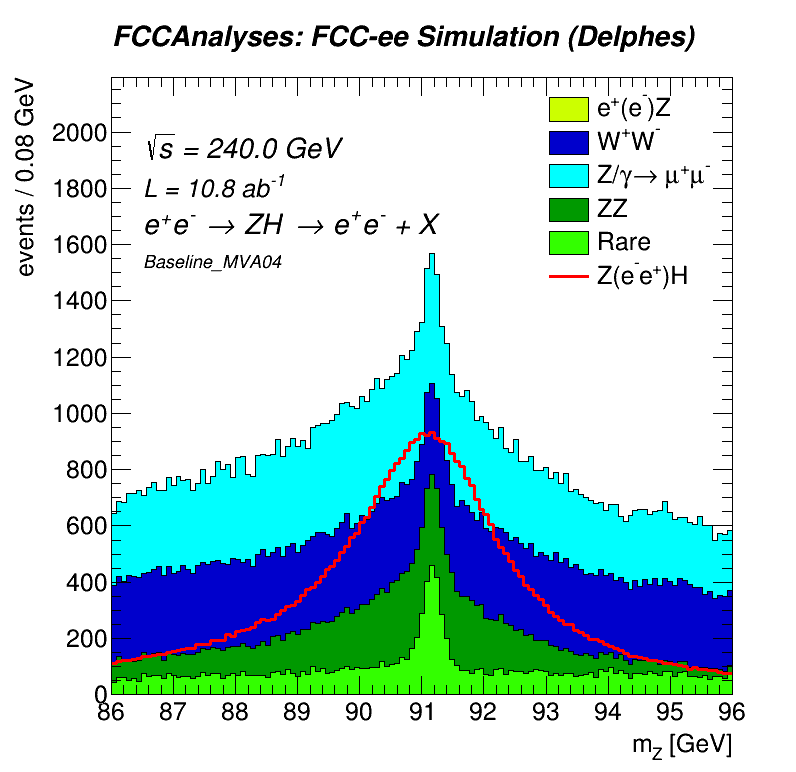 FCCAnalyses: FCC-ee Simulation (Delphes)
events / 0.08 GeV
2000
1800
1600
1400
1200
1000
800
600
400
200
0
√s = 240.0 GeV
L = 10.8 ab⁻¹
e⁺e⁻ → ZH → e⁺e⁻ + X
Baseline_MVA04
e⁺(e⁻)Z
W⁺W⁻
Z/γ→ μ⁺μ⁻
ZZ
Rare
Z(e⁻e⁺)H
86 87 88 89 90 91 92 93 94 95 96
m_Z [GeV]